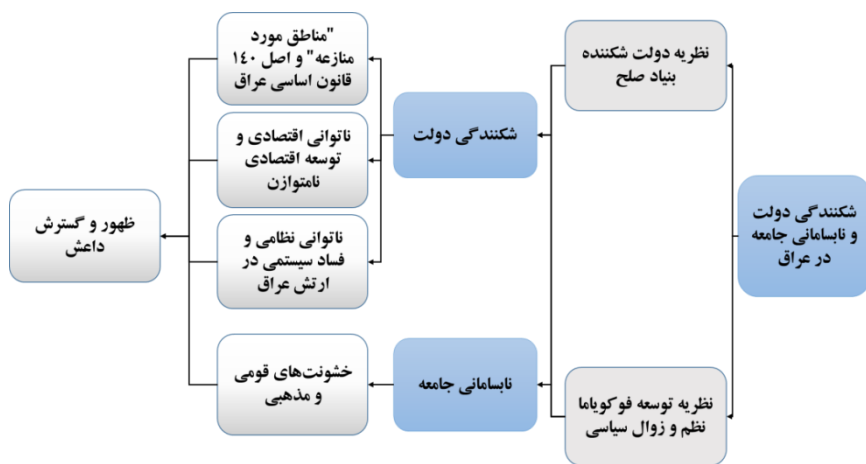 شکنندگی دولت
و نابسامانی جامعه
در عراق
نظریه دولت شکننده
بنیاد صلح
نظریه توسعه فوکویاما
نظم و زوال سیاسی
شکنندگی دولت
نابسامانی جامعه
"مناطق مورد
منازعه" و اصل ۱۴۰
قانون اساسی عراق
ناتوانی اقتصادی و
توسعه اقتصادی
نامتوازن
ناتوانی نظامی و
فساد سیستمی در
ارتش عراق
خشونت‌های قومی
و مذهبی
ظهور و گسترش
داعش